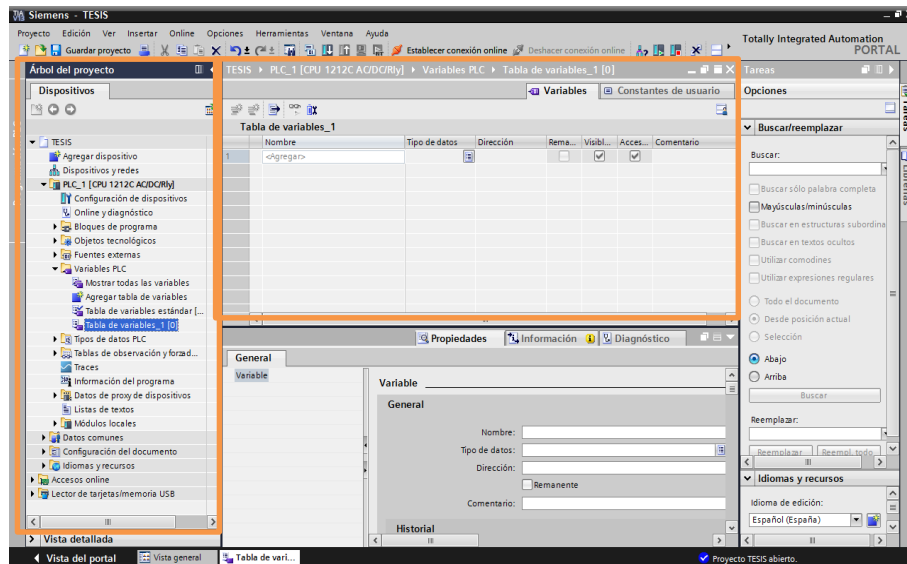 Siemens - TESIS
Proyecto Edición Ver Insertar Online Opciones Herramientas Ventana Ayuda
Guardar proyecto Establecer conexión online Deshacer conexión online
Totally Integrated Automation
PORTAL
Árbol del proyecto
Dispositivos
TESIS
Agregar dispositivo
Dispositivos y redes
PLC_1 [CPU 1212C AC/DC/Rly]
Configuración de dispositivos
Online y diagnóstico
Bloques de programa
Objetos tecnológicos
Fuentes externas
Variables PLC
Mostrar todas las variables
Agregar tabla de variables
Tabla de variables estándar [...
Tabla de variables_1 [0]
Tipos de datos PLC
Tablas de observación y forzad...
Traces
Información del programa
Datos de proxy de dispositivos
Listas de textos
Módulos locales
Datos comunes
Configuración del documento
Idiomas y recursos
Accesos online
Lector de tarjetas/memoria USB
Vista detallada
TESIS PLC_1 [CPU 1212C AC/DC/Rly] Variables PLC Tabla de variables_1 [0]
Variables Constantes de usuario
Tabla de variables_1
Nombre Tipo de datos Dirección Rema... Visibl... Acces... Comentario
1 <Agregar>
Propiedades Información Diagnóstico
General
Variable
Variable
General
Nombre:
Tipo de datos:
Dirección:
Remanente
Comentario:
Historial
Tareas
Opciones
Buscar/reemplazar
Buscar:
Buscar sólo palabra completa
Mayúsculas/minúsculas
Buscar en estructuras subordina
Buscar en textos ocultos
Utilizar comodines
Utilizar expresiones regulares
Todo el documento
Desde posición actual
Selección
Abajo
Arriba
Buscar
Reemplazar:
Reemplazar Reempl. todo
Idiomas y recursos
Idioma de edición:
Español (España)
Tareas
Librerías
Vista del portal Vista general Tabla de vari... Proyecto TESIS abierto.